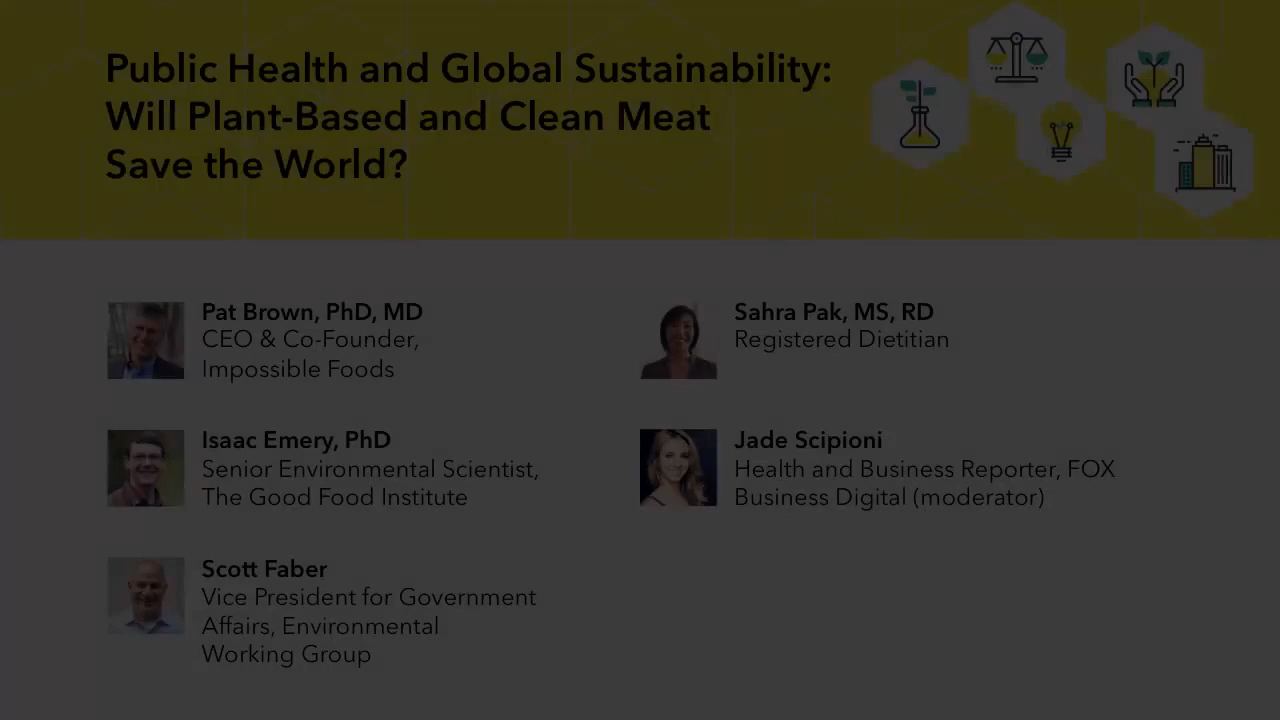 Public Health and Global Sustainability:
Will Plant-Based and Clean Meat
Save the World?
Pat Brown, PhD, MD
CEO & Co-Founder,
Impossible Foods
Isaac Emery, PhD
Senior Environmental Scientist,
The Good Food Institute
Scott Faber
Vice President for Government
Affairs, Environmental
Working Group
Sahra Pak, MS, RD
Registered Dietitian
Jade Scipioni
Health and Business Reporter, FOX
Business Digital (moderator)